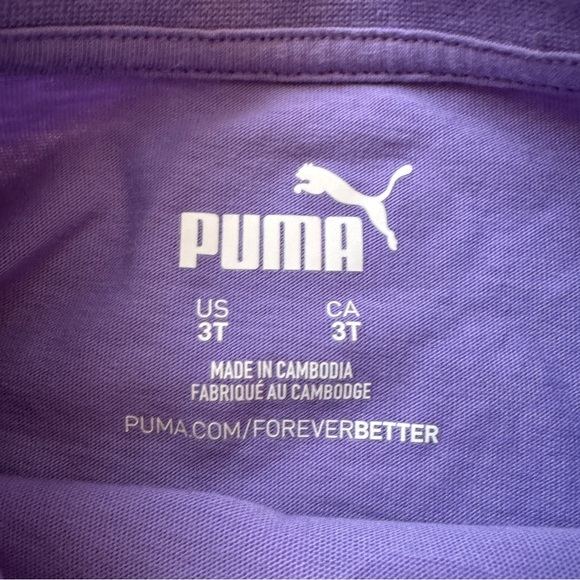 PUMA
US CA
3T 3T
MADE IN CAMBODIA
FABRIQUÉ AU CAMBODGE
PUMA.COM/FOREVERBETTER